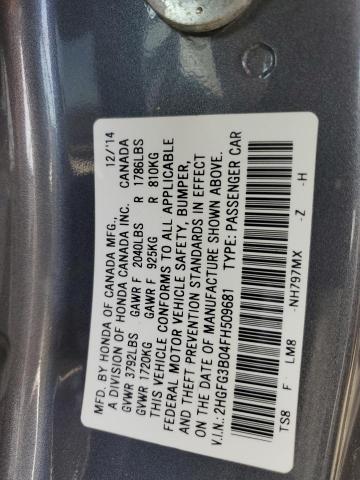 MFD. BY HONDA OF CANADA MFG., 12/'14
A DIVISION OF HONDA CANADA INC. CANADA
GVWR 3792LBS GAWR F 2040LBS R 1786LBS
GVWR 1720KG GAWR F 925KG R 810KG
THIS VEHICLE CONFORMS TO ALL APPLICABLE
FEDERAL MOTOR VEHICLE SAFETY, BUMPER,
AND THEFT PREVENTION STANDARDS IN EFFECT
ON THE DATE OF MANUFACTURE SHOWN ABOVE.
V.I.N.: 2HGFG3B04FH509681 TYPE: PASSENGER CAR
TS8 F LM8 -NH797MX -Z -H